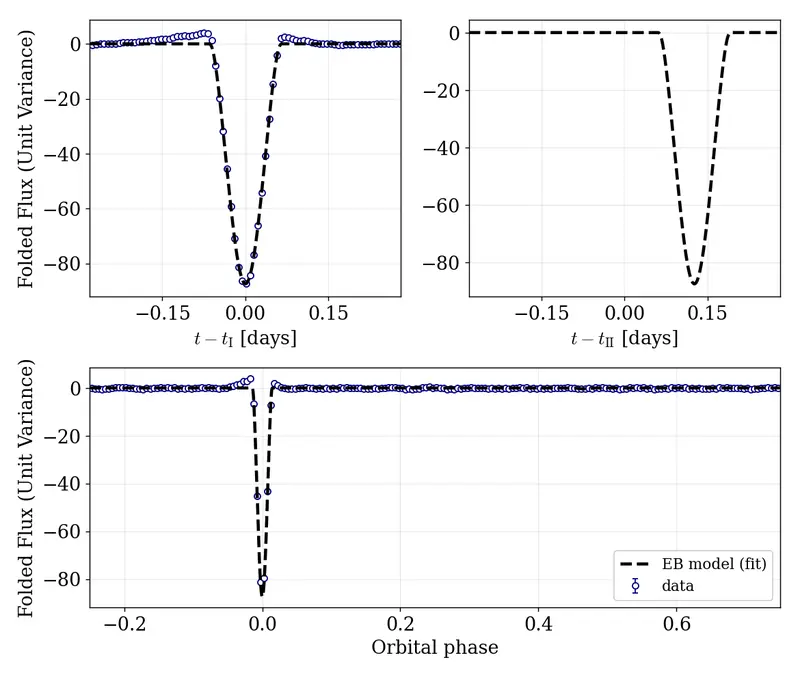 Folded Flux (Unit Variance)
0
−20
−40
−60
−80
−0.15 0.00 0.15
t − tI [days]
0
−20
−40
−60
−80
−0.15 0.00 0.15
t − tII [days]
Folded Flux (Unit Variance)
0
−20
−40
−60
−80
EB model (fit)
data
−0.2 0.0 0.2 0.4 0.6
Orbital phase